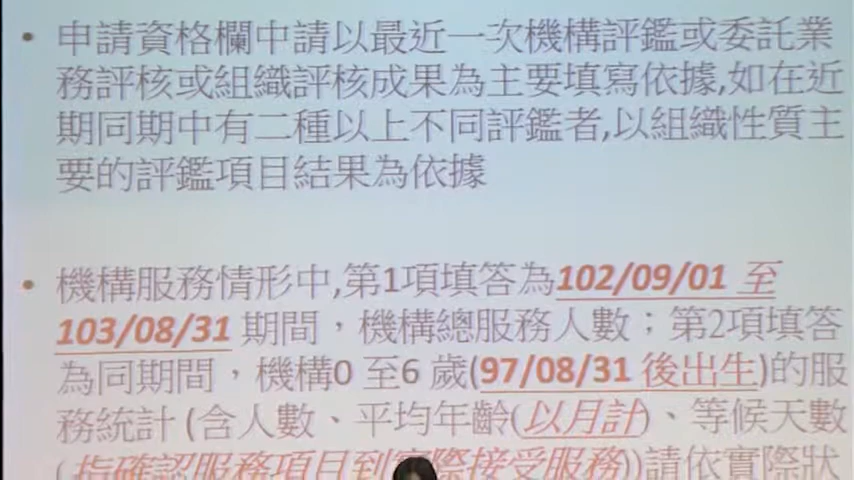 • 申請資格欄中請以最近一次機構評鑑或委託業
務評核或組織評核成果為主要填寫依據,如在近
期同期中有二種以上不同評鑑者,以組織性質主
要的評鑑項目結果為依據
• 機構服務情形中,第1項填答為102/09/01 至
103/08/31 期間，機構總服務人數；第2項填答
為同期間，機構0 至6 歲(97/08/31 後出生)的服
務統計 (含人數、平均年齡(以月計)、等候天數
(指確認服務項目到實際接受服務))請依實際狀